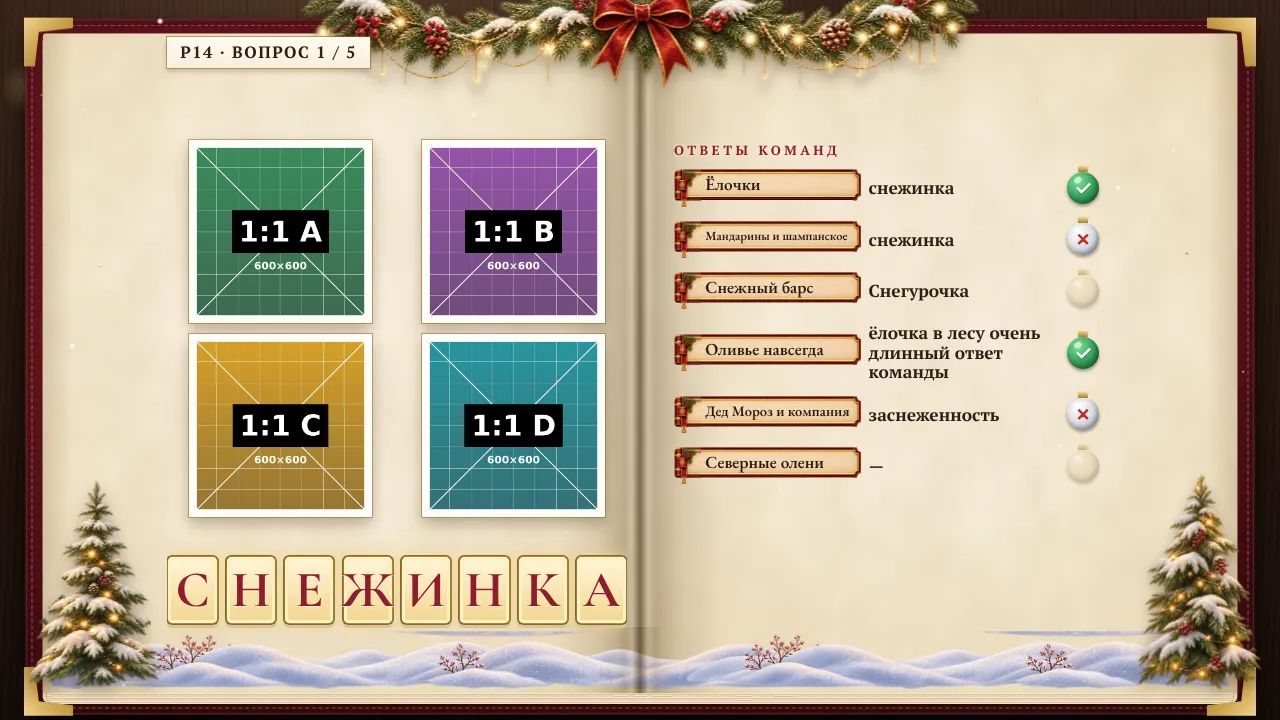 P14 · ВОПРОС 1 / 5
1:1 A
600×600
1:1 B
600×600
1:1 C
600×600
1:1 D
600×600
СНЕЖИНКА
ОТВЕТЫ КОМАНД
Ёлочки
снежинка
Мандарины и шампанское
снежинка
Снежный барс
Снегурочка
Оливье навсегда
ёлочка в лесу очень
длинный ответ
команды
Дед Мороз и компания
заснеженность
Северные олени
—